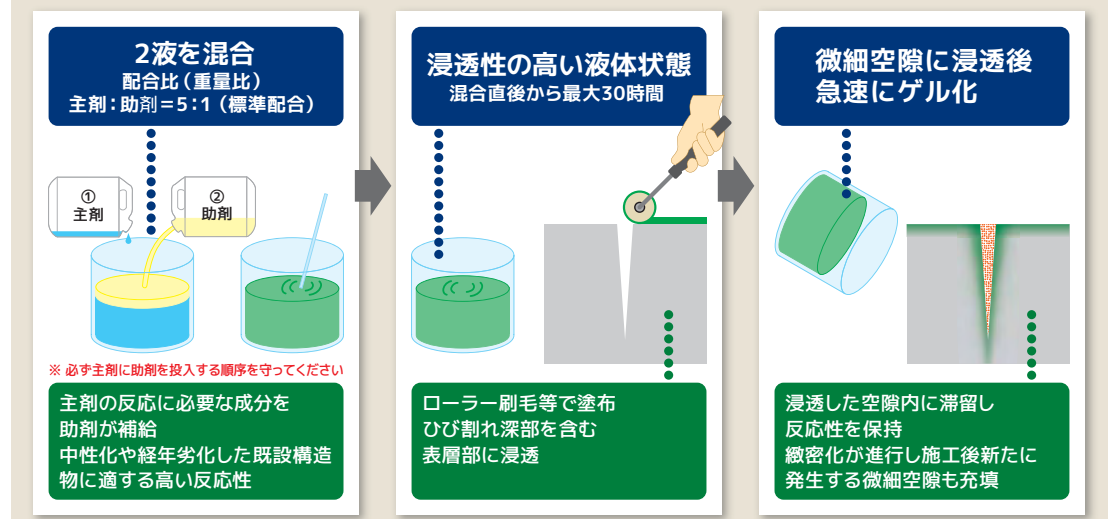 2液を混合
配合比（重量比）
主剤：助剤＝5：1（標準配合）
①
主剤
②
助剤
※ 必ず主剤に助剤を投入する順序を守ってください
主剤の反応に必要な成分を
助剤が補給
中性化や経年劣化した既設構造
物に適する高い反応性
浸透性の高い液体状態
混合直後から最大30時間
ローラー刷毛等で塗布
ひび割れ深部を含む
表層部に浸透
微細空隙に浸透後
急速にゲル化
浸透した空隙内に滞留し
反応性を保持
緻密化が進行し施工後新たに
発生する微細空隙も充填